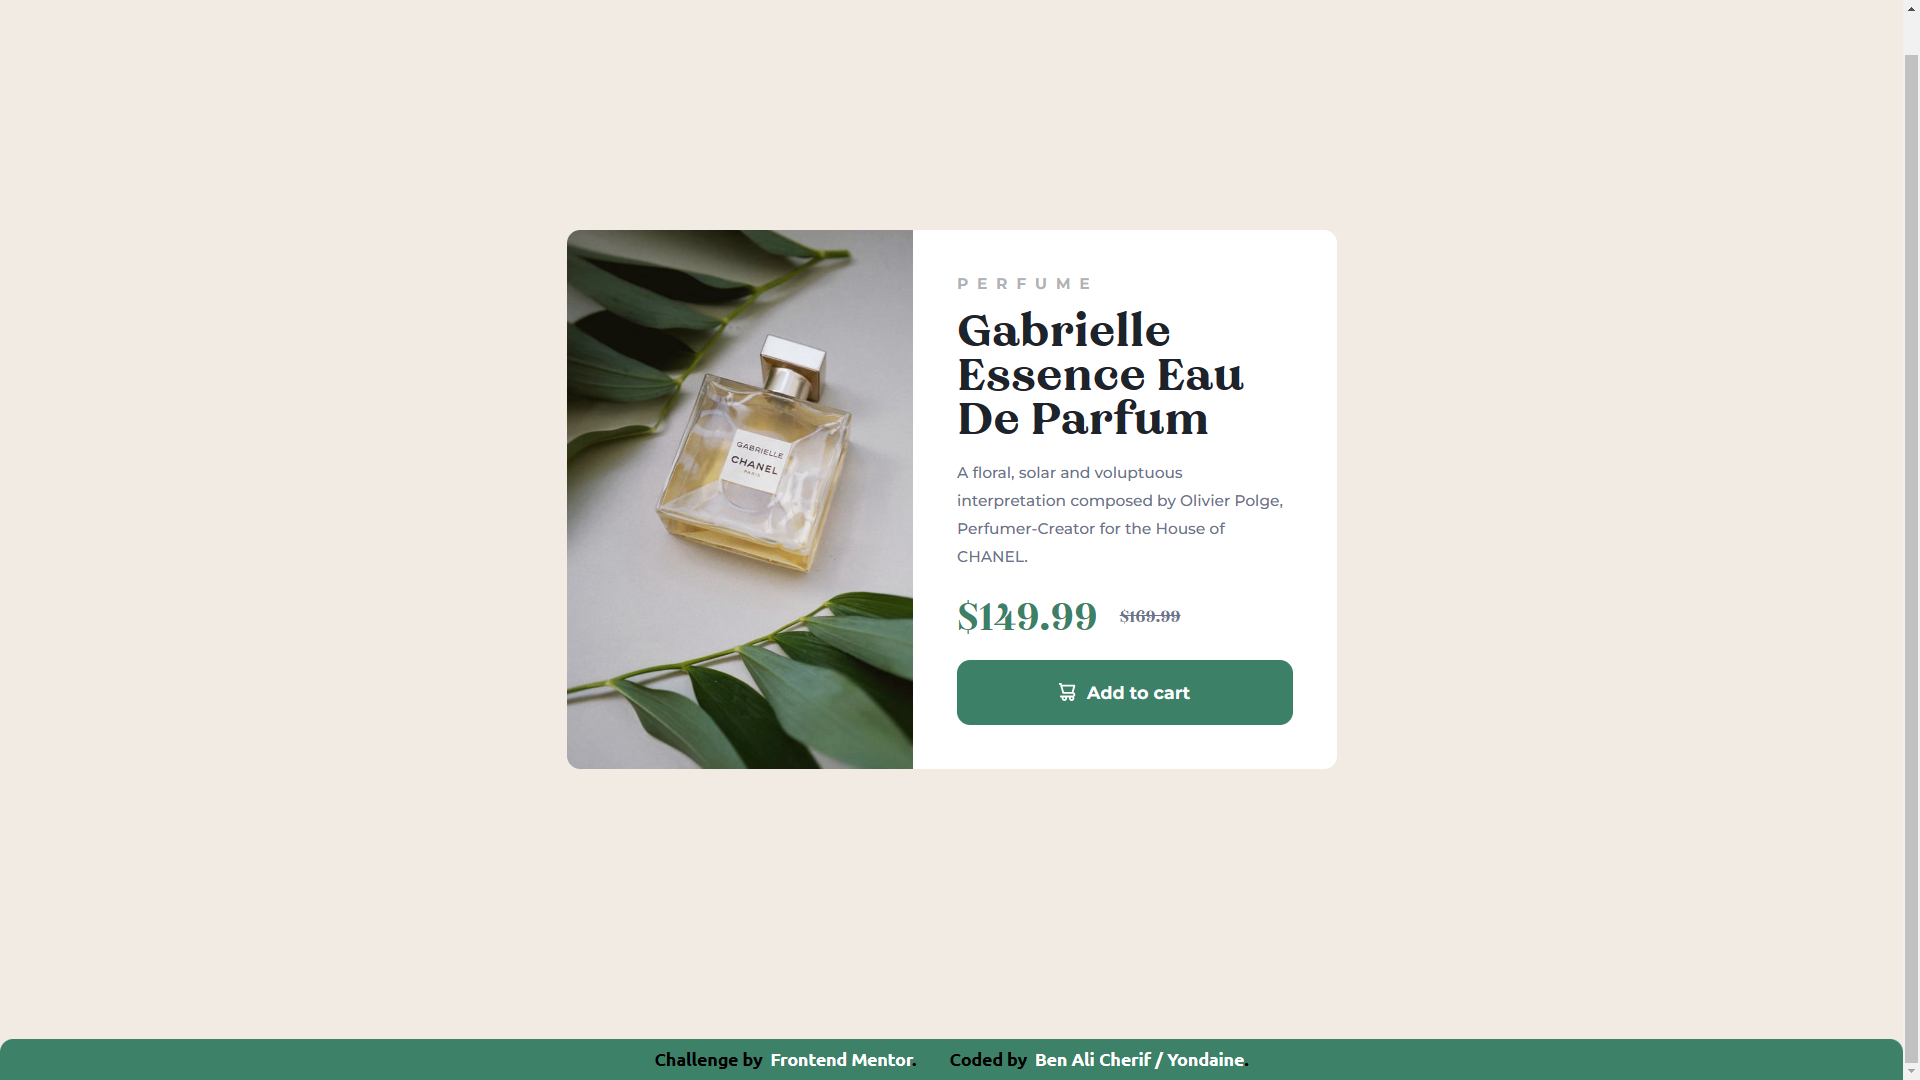 PERFUME
Gabrielle
Essence Eau
De Parfum
A floral, solar and voluptuous
interpretation composed by Olivier Polge,
Perfumer-Creator for the House of
CHANEL.
$149.99 $169.99
Add to cart
GABRIELLE
CHANEL
PARIS
Challenge by Frontend Mentor. Coded by Ben Ali Cherif / Yondaine.